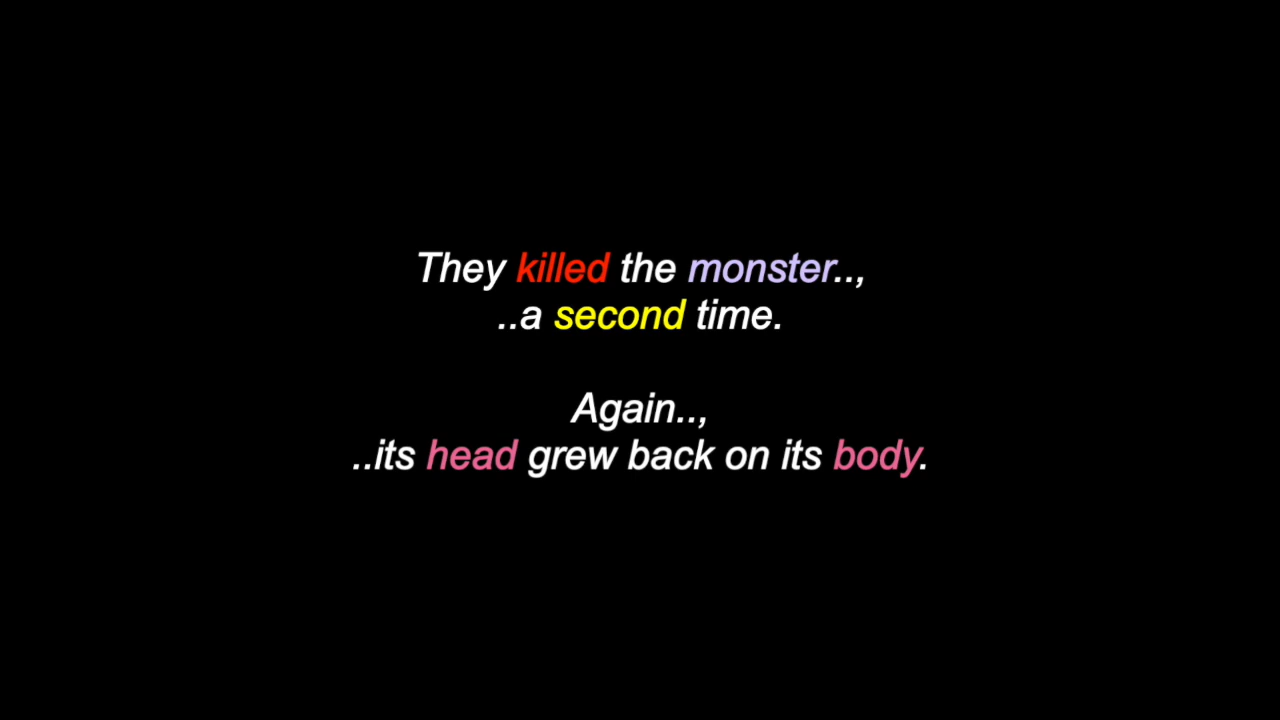 They killed the monster..,
..a second time.
Again..,
..its head grew back on its body.